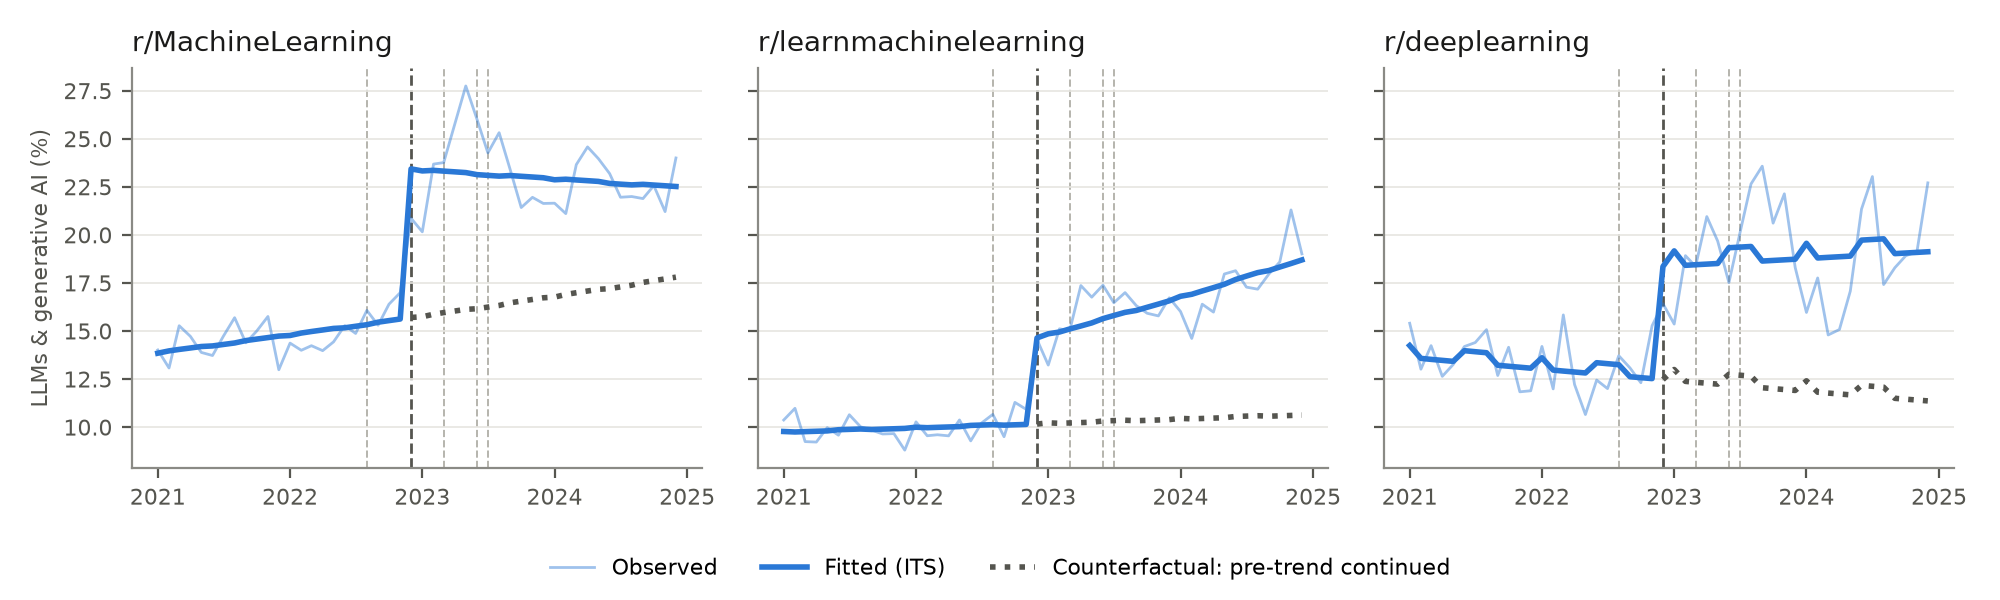 r/MachineLearning
r/learnmachinelearning
r/deeplearning
LLMs & generative AI (%)
27.5
25.0
22.5
20.0
17.5
15.0
12.5
10.0
2021 2022 2023 2024 2025
2021 2022 2023 2024 2025
2021 2022 2023 2024 2025
Observed
Fitted (ITS)
Counterfactual: pre-trend continued